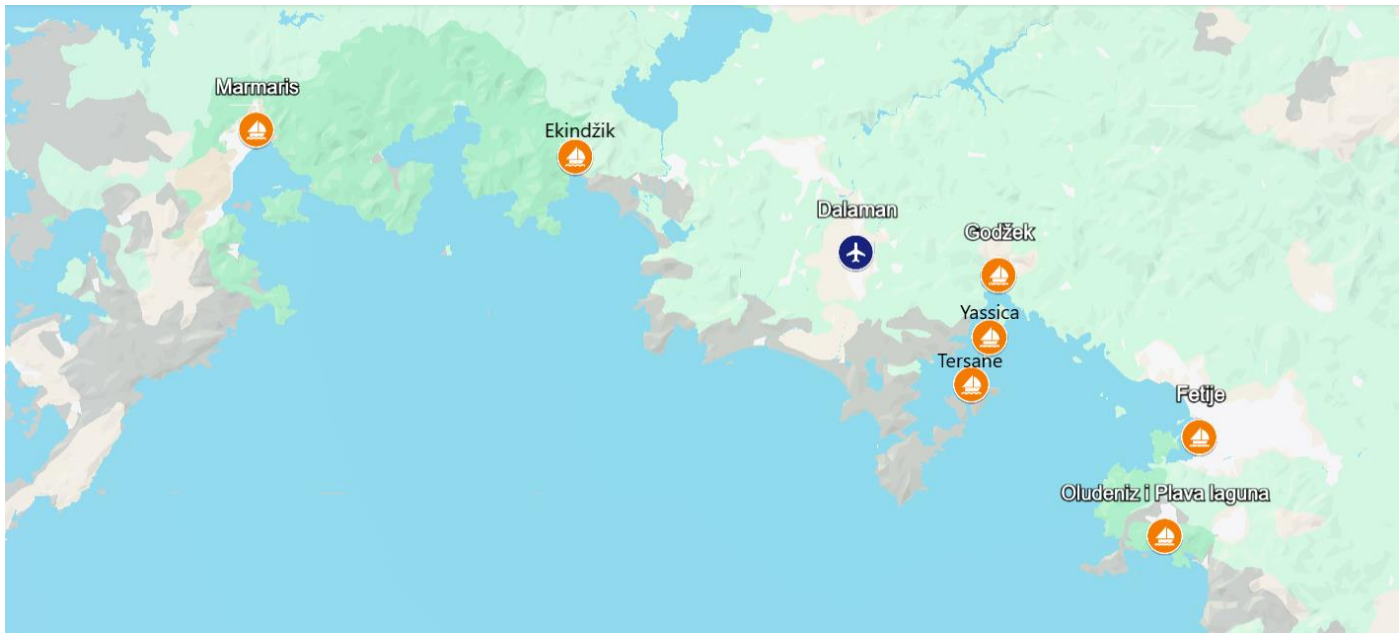 Marmaris
Ekindžik
Dalaman
Godžek
Yassica
Tersane
Fetije
Oludeniz i Plava laguna